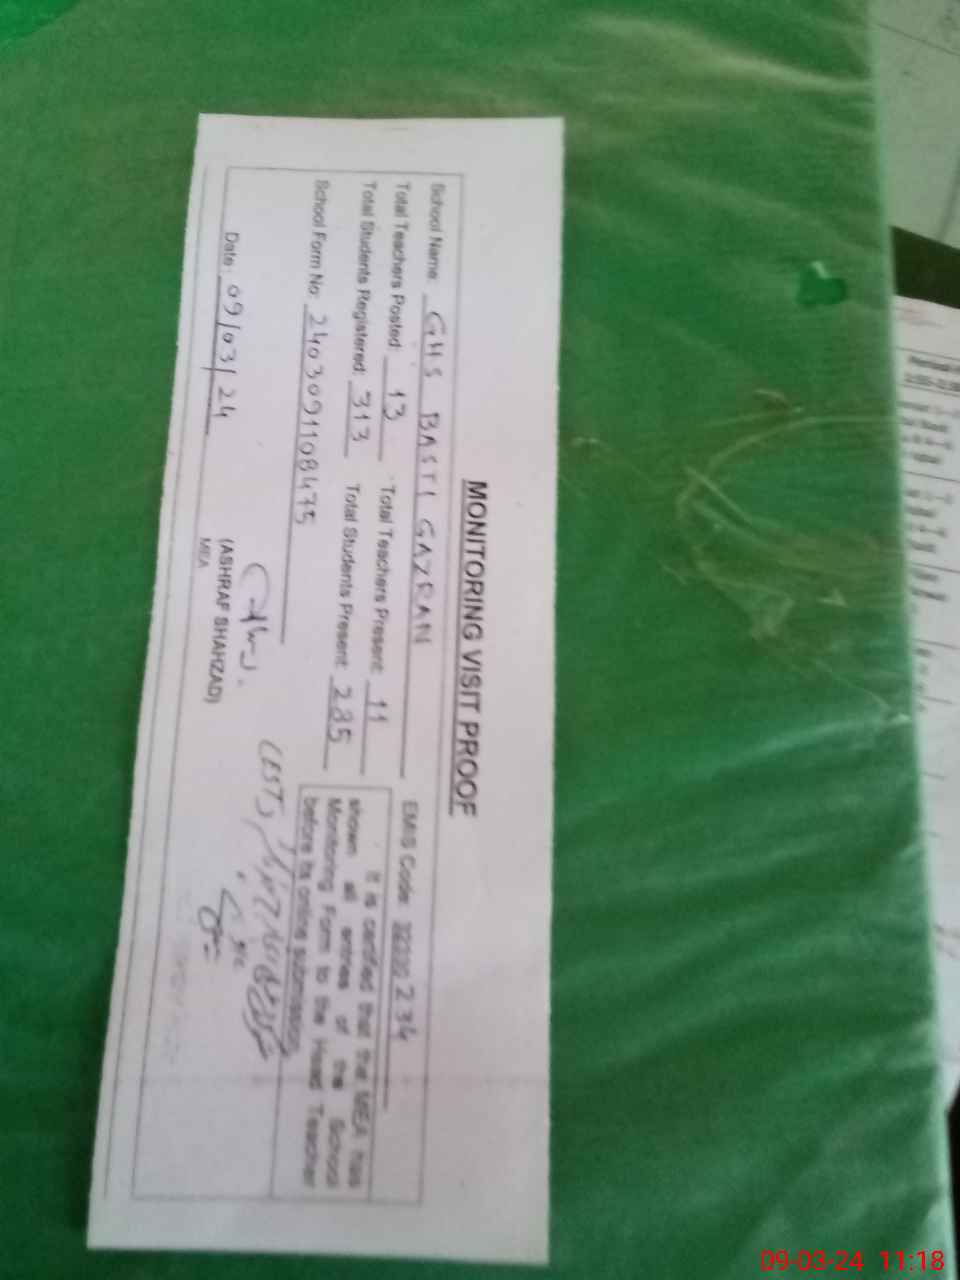 MONITORING VISIT PROOF
School Name: GHS BASTI GAYRAN EMIS Code: 32330234
Total Teachers Posted: 13 Total Teachers Present: 11
Total Students Registered: 313 Total Students Present: 285
School Form No: 2403091108475
It is certified that the MEA has
shown all entries of the School
Monitoring Form to the Head Teacher
before its online submission.
Date: 09/03/24
(ASHRAF SHAHZAD)
MEA
09-03-24 11:18